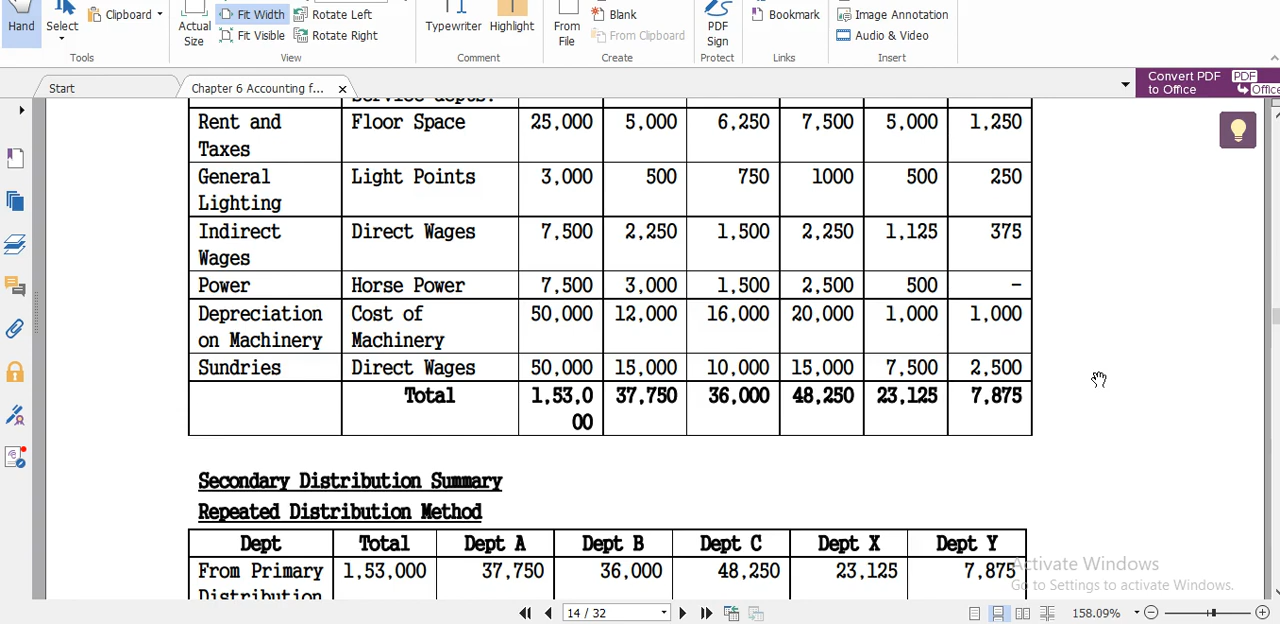 Clipboard
Fit Width
Rotate Left
Blank
Bookmark
Image Annotation
Hand
Select
Actual Size
Fit Visible
Rotate Right
Typewriter
Highlight
From File
From Clipboard
PDF Sign
Audio & Video
Tools
View
Comment
Create
Protect
Links
Insert
Start
Chapter 6 Accounting f...
Convert PDF to Office
PDF
Office
Rent and Taxes Floor Space 25,000 5,000 6,250 7,500 5,000 1,250
General Lighting Light Points 3,000 500 750 1000 500 250
Indirect Wages Direct Wages 7,500 2,250 1,500 2,250 1,125 375
Power Horse Power 7,500 3,000 1,500 2,500 500 –
Depreciation on Machinery Cost of Machinery 50,000 12,000 16,000 20,000 1,000 1,000
Sundries Direct Wages 50,000 15,000 10,000 15,000 7,500 2,500
Total 1,53,000 37,750 36,000 48,250 23,125 7,875
Secondary Distribution Summary
Repeated Distribution Method
Dept Total Dept A Dept B Dept C Dept X Dept Y
From Primary 1,53,000 37,750 36,000 48,250 23,125 7,875
Distribution
Activate Windows
Go to Settings to activate Windows.
14 / 32
158.09%